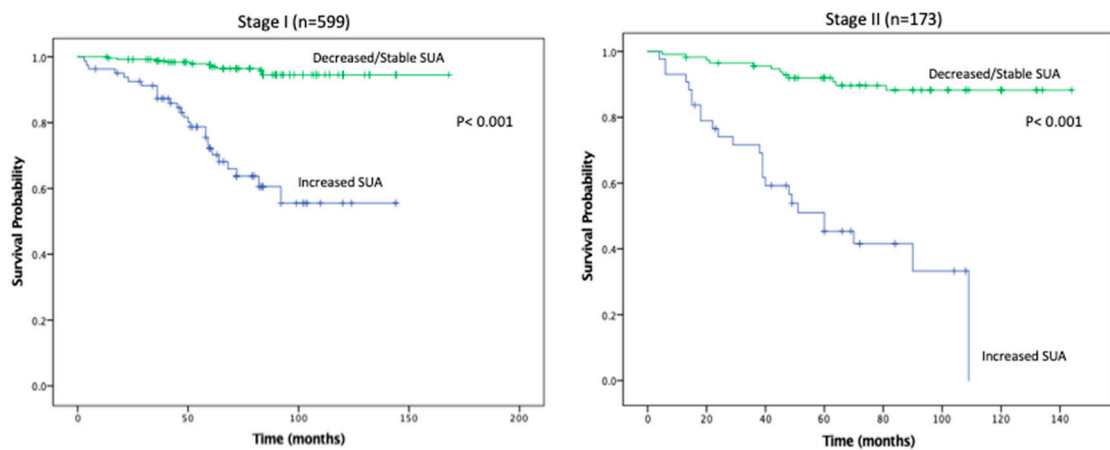 Stage I (n=599)
1.0
0.8
0.6
0.4
0.2
0.0
Survival Probability
Decreased/Stable SUA
P< 0.001
Increased SUA
0
50
100
150
200
Time (months)
Stage II (n=173)
1.0
0.8
0.6
0.4
0.2
0.0
Survival Probability
Decreased/Stable SUA
P< 0.001
Increased SUA
0
20
40
60
80
100
120
140
Time (months)